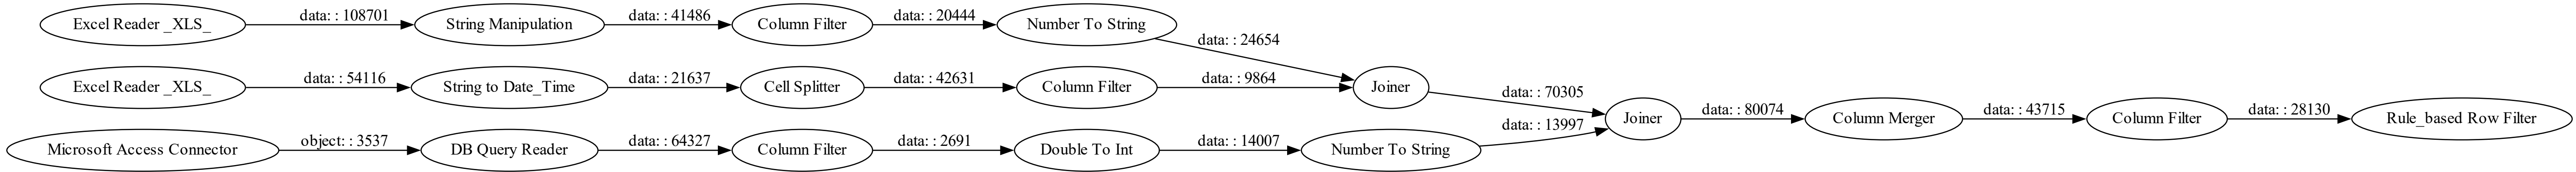 Excel Reader _XLS_
data: : 108701
String Manipulation
data: : 41486
Column Filter
data: : 20444
Number To String
data: : 24654
Excel Reader _XLS_
data: : 54116
String to Date_Time
data: : 21637
Cell Splitter
data: : 42631
Column Filter
data: : 9864
Joiner
data: : 70305
Microsoft Access Connector
object: : 3537
DB Query Reader
data: : 64327
Column Filter
data: : 2691
Double To Int
data: : 14007
Number To String
data: : 13997
Joiner
data: : 80074
Column Merger
data: : 43715
Column Filter
data: : 28130
Rule_based Row Filter